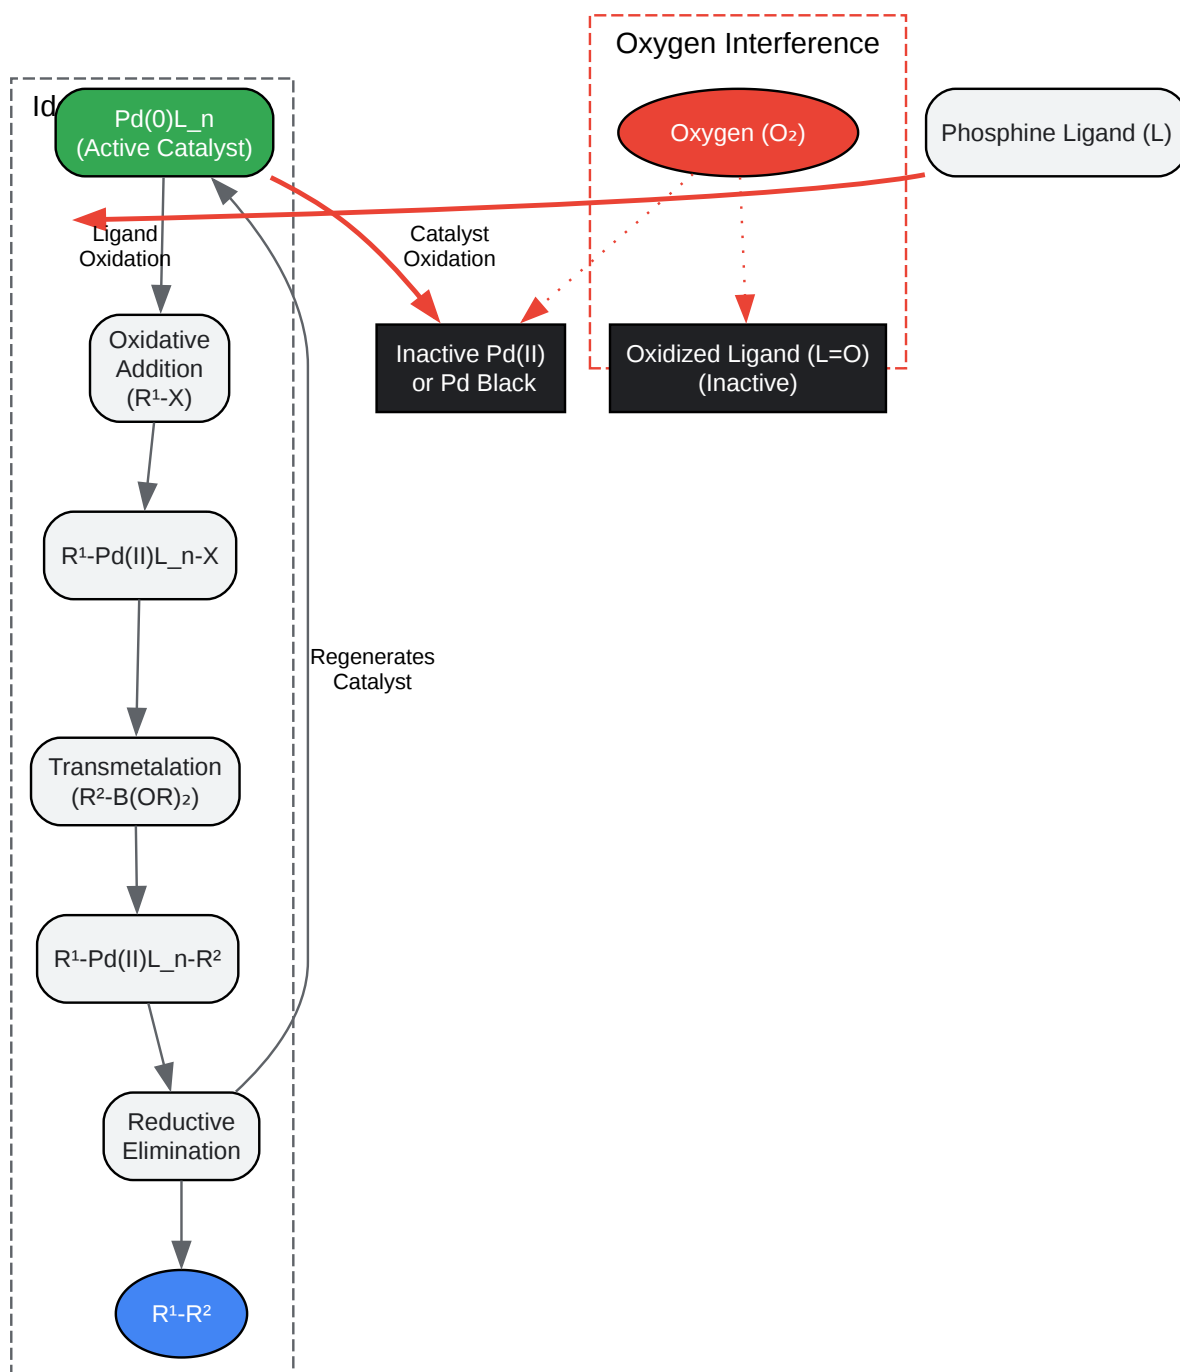 Oxygen Interference
Id
Pd(0)L_n
(Active Catalyst)
Oxygen (O₂)
Phosphine Ligand (L)
Ligand
Oxidation
Catalyst
Oxidation
Oxidative
Addition
(R¹-X)
Inactive Pd(II)
or Pd Black
Oxidized Ligand (L=O)
(Inactive)
R¹-Pd(II)L_n-X
Regenerates
Catalyst
Transmetalation
(R²-B(OR)₂)
R¹-Pd(II)L_n-R²
Reductive
Elimination
R¹-R²